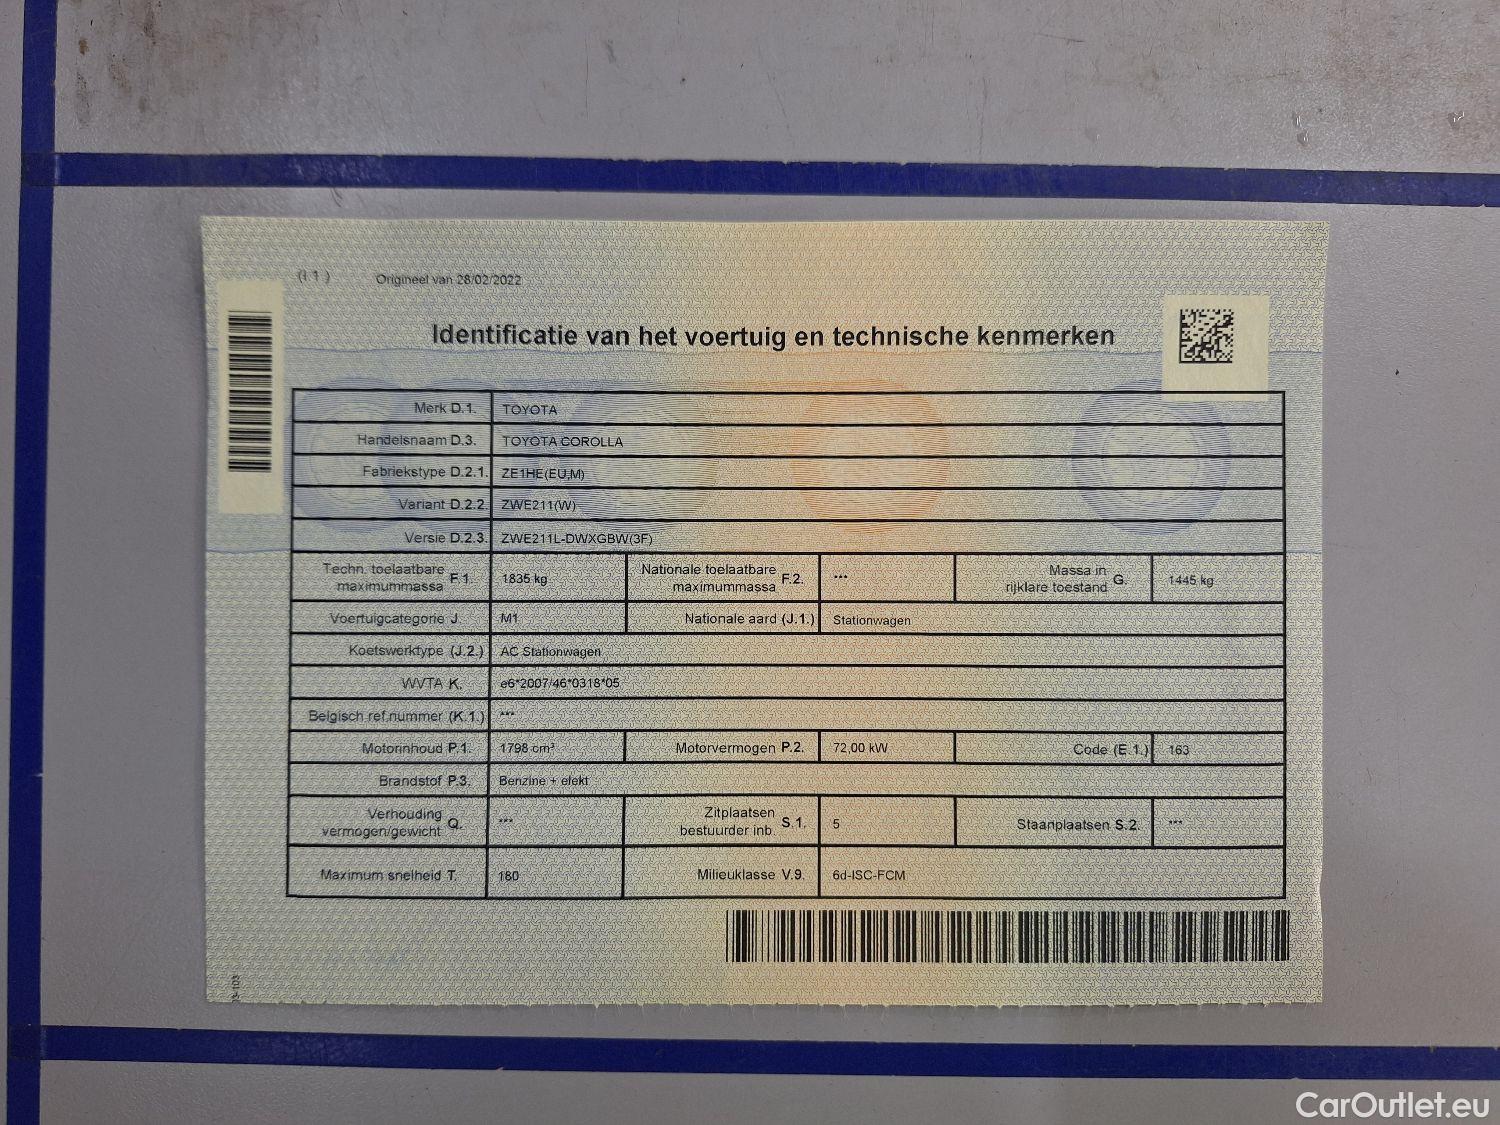 (I.1.) Origineel van 28/02/2022
Identificatie van het voertuig en technische kenmerken
Merk D.1. TOYOTA
Handelsnaam D.3. TOYOTA COROLLA
Fabriekstype D.2.1. ZE1HE(EU,M)
Variant D.2.2. ZWE211(W)
Versie D.2.3. ZWE211L-DWXGBW(3F)
Techn. toelaatbare maximummassa F.1. 1835 kg Nationale toelaatbare maximummassa F.2. *** Massa in rijklare toestand G. 1445 kg
Voertuigcategorie J. M1 Nationale aard (J.1.) Stationwagen
Koetswerktype (J.2.) AC Stationwagen
WVTA K. e6*2007/46*0318*05
Belgisch ref.nummer (K.1.) ***
Motorinhoud P.1. 1798 cm³ Motorvermogen P.2. 72,00 kW Code (E.1.) 163
Brandstof P.3. Benzine + elekt
Verhouding vermogen/gewicht Q. *** Zitplaatsen bestuurder inb. S.1. 5 Staanplaatsen S.2. ***
Maximum snelheid T. 180 Milieuklasse V.9. 6d-ISC-FCM
CarOutlet.eu